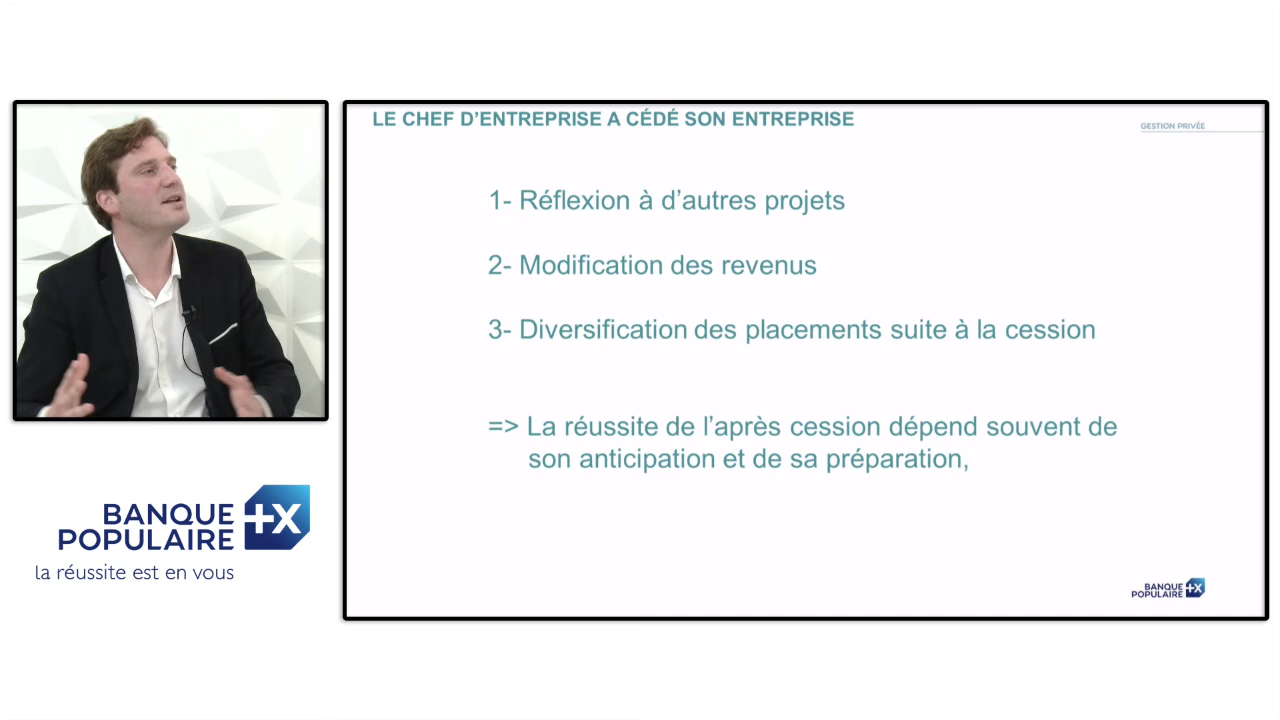 LE CHEF D'ENTREPRISE A CÉDÉ SON ENTREPRISE
GESTION PRIVÉE
1- Réflexion à d'autres projets
2- Modification des revenus
3- Diversification des placements suite à la cession
=> La réussite de l'après cession dépend souvent de
son anticipation et de sa préparation,
BANQUE
POPULAIRE
+X
la réussite est en vous
BANQUE
POPULAIRE
+X